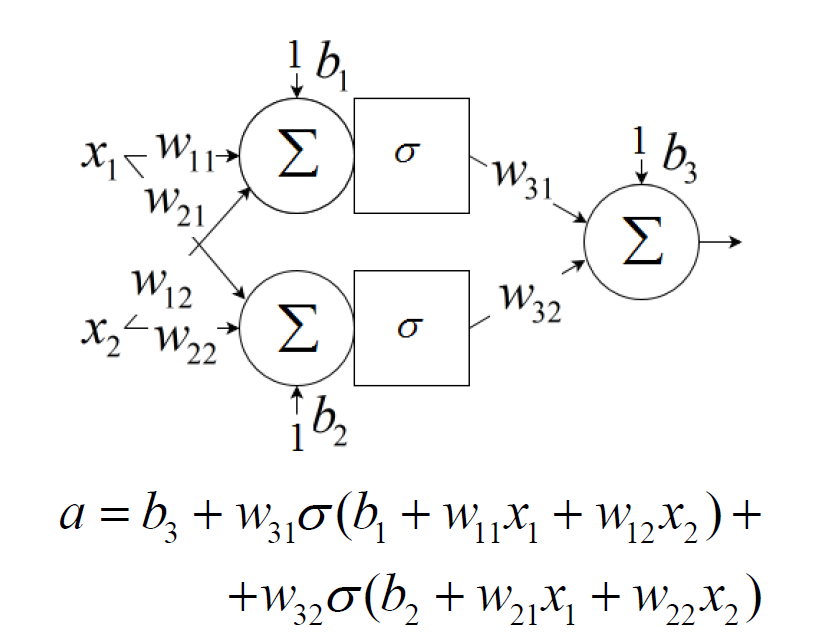 1 b₁
x₁ w₁₁ Σ σ
w₂₁
w₃₁
1 b₃
Σ
w₁₂
w₃₂
x₂ w₂₂ Σ σ
1 b₂
a = b₃ + w₃₁σ(b₁ + w₁₁x₁ + w₁₂x₂) +
+w₃₂σ(b₂ + w₂₁x₁ + w₂₂x₂)